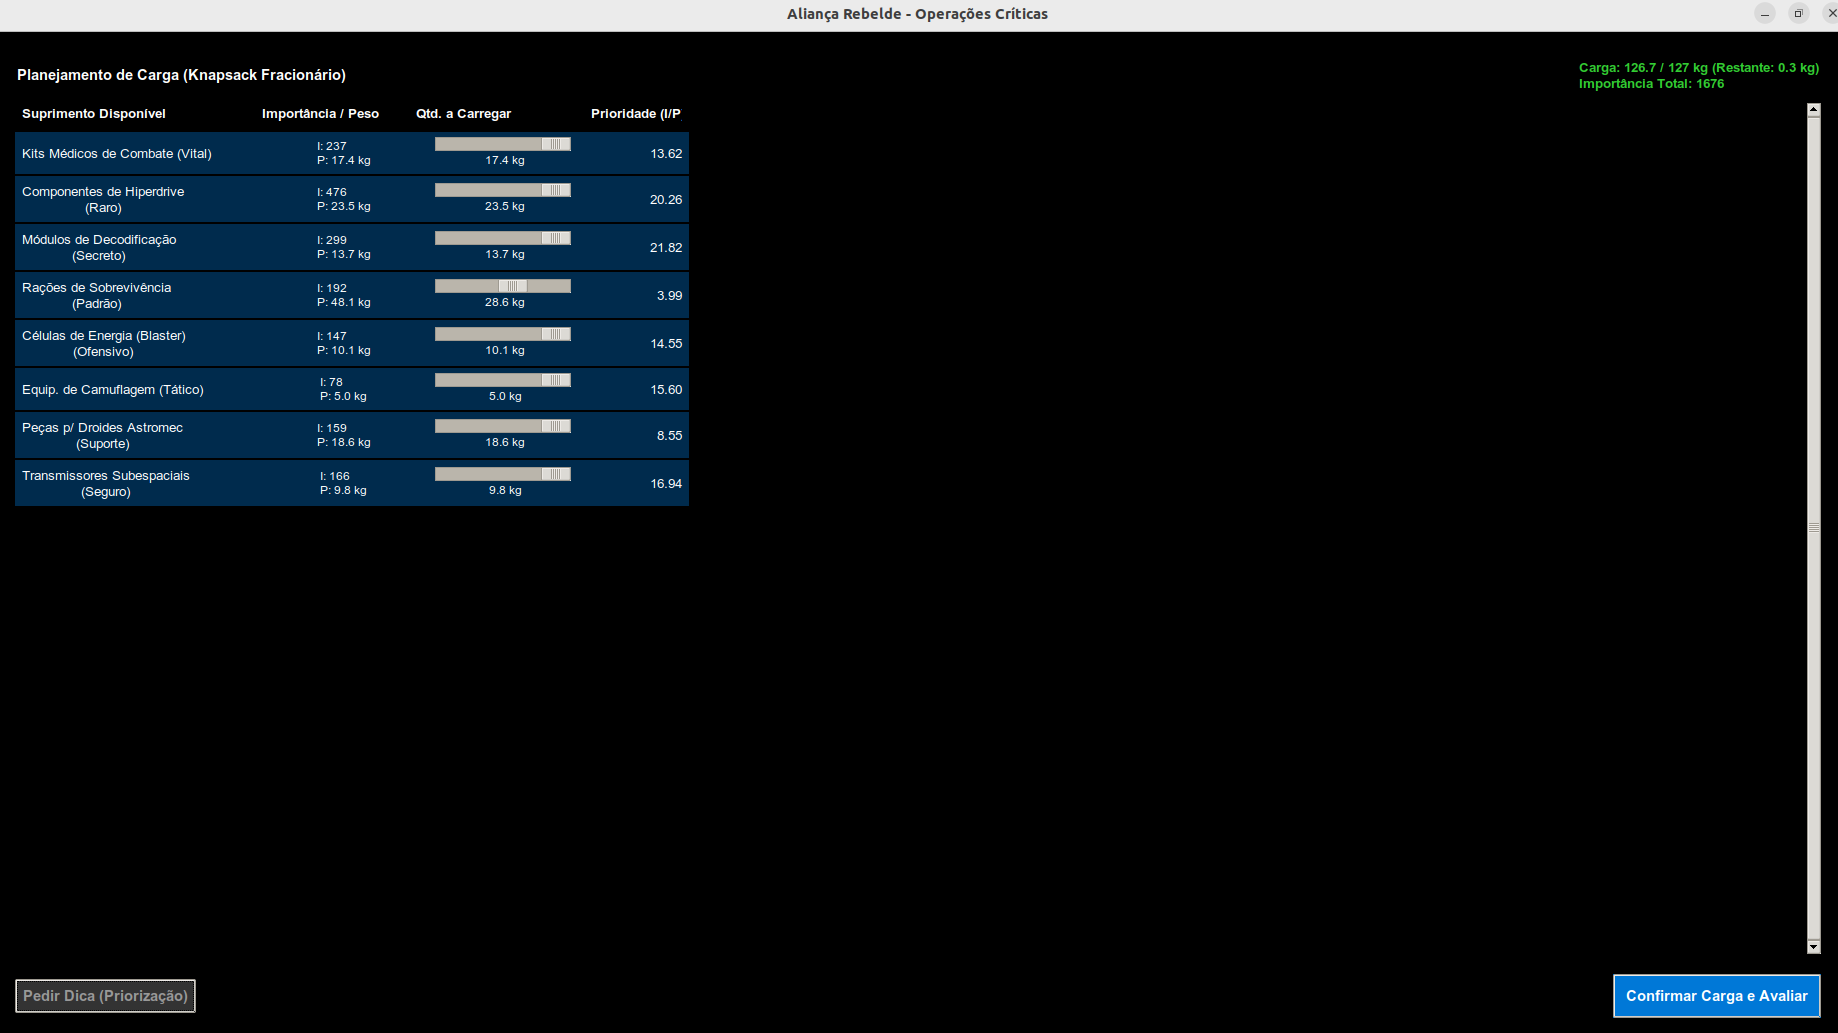 Aliança Rebelde - Operações Críticas
Planejamento de Carga (Knapsack Fracionário)
Carga: 126.7 / 127 kg (Restante: 0.3 kg)
Importância Total: 1676
Suprimento Disponível Importância / Peso Qtd. a Carregar Prioridade (I/P
Kits Médicos de Combate (Vital)
I: 237
P: 17.4 kg
17.4 kg
13.62
Componentes de Hiperdrive
(Raro)
I: 476
P: 23.5 kg
23.5 kg
20.26
Módulos de Decodificação
(Secreto)
I: 299
P: 13.7 kg
13.7 kg
21.82
Rações de Sobrevivência
(Padrão)
I: 192
P: 48.1 kg
28.6 kg
3.99
Células de Energia (Blaster)
(Ofensivo)
I: 147
P: 10.1 kg
10.1 kg
14.55
Equip. de Camuflagem (Tático)
I: 78
P: 5.0 kg
5.0 kg
15.60
Peças p/ Droides Astromec
(Suporte)
I: 159
P: 18.6 kg
18.6 kg
8.55
Transmissores Subespaciais
(Seguro)
I: 166
P: 9.8 kg
9.8 kg
16.94
Pedir Dica (Priorização)
Confirmar Carga e Avaliar